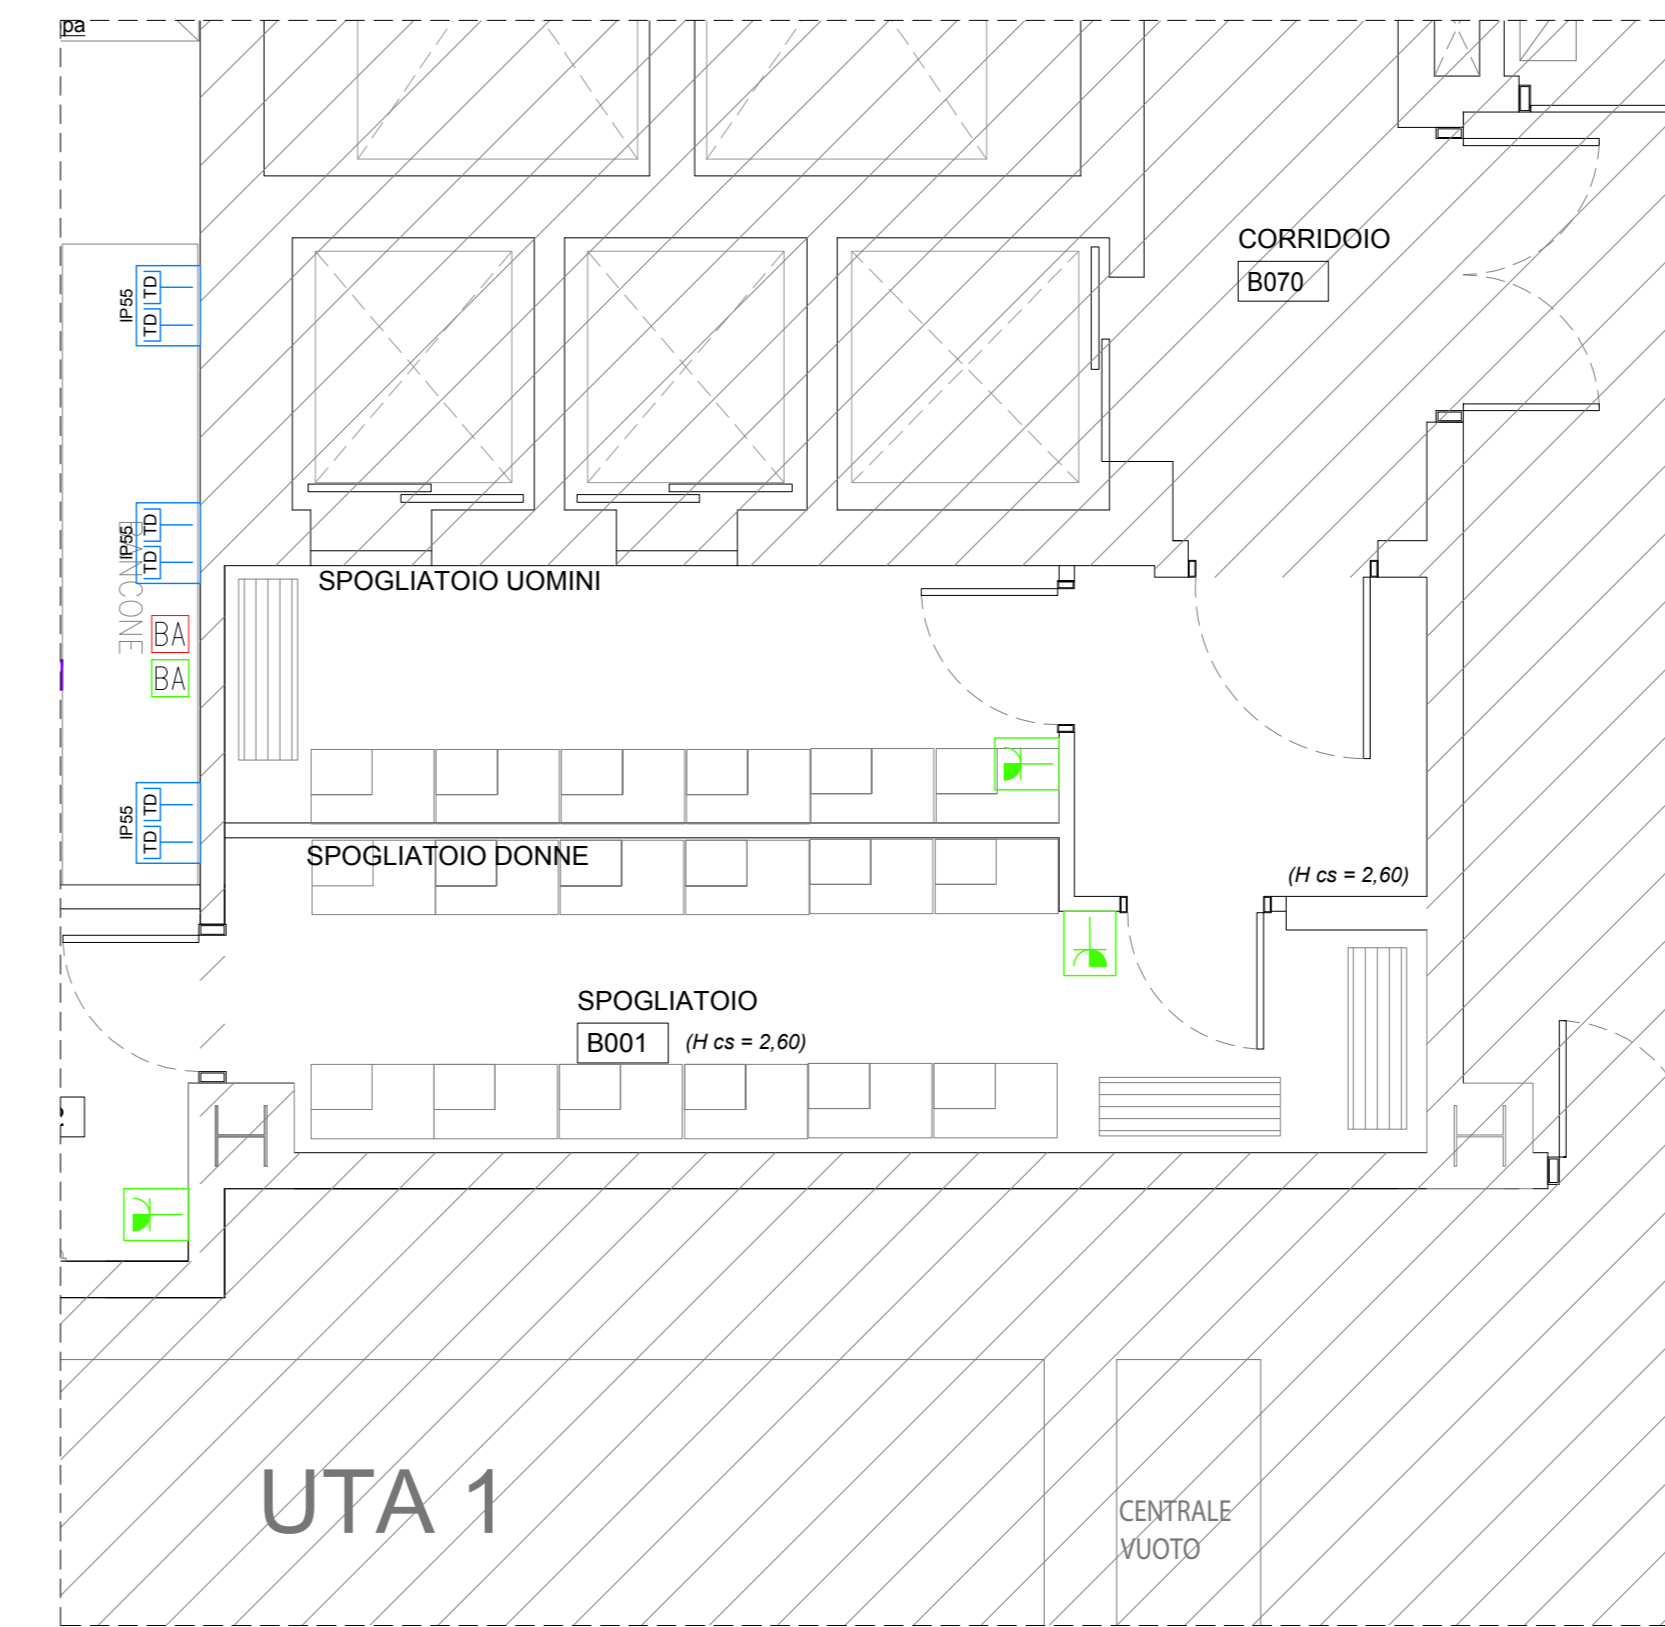 pa
CORRIDOIO
B070
IP55
TD
TD
IP55
TD
TD
BANCONE
SPOGLIATOIO UOMINI
BA
BA
IP55
TD
TD
SPOGLIATOIO DONNE
(H cs = 2,60)
SPOGLIATOIO
B001 (H cs = 2,60)
UTA 1
CENTRALE
VUOTO